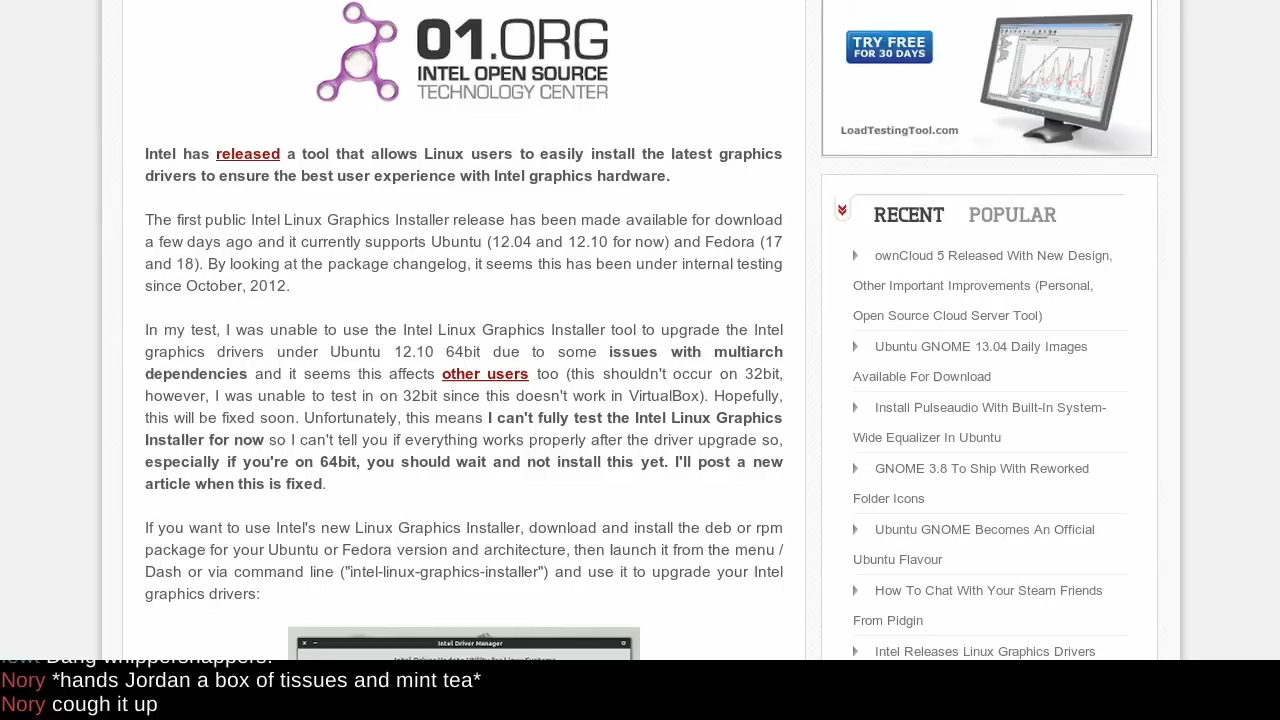 01.ORG
INTEL OPEN SOURCE
TECHNOLOGY CENTER
Intel has released a tool that allows Linux users to easily install the latest graphics
drivers to ensure the best user experience with Intel graphics hardware.
The first public Intel Linux Graphics Installer release has been made available for download
a few days ago and it currently supports Ubuntu (12.04 and 12.10 for now) and Fedora (17
and 18). By looking at the package changelog, it seems this has been under internal testing
since October, 2012.
In my test, I was unable to use the Intel Linux Graphics Installer tool to upgrade the Intel
graphics drivers under Ubuntu 12.10 64bit due to some issues with multiarch
dependencies and it seems this affects other users too (this shouldn't occur on 32bit,
however, I was unable to test in on 32bit since this doesn't work in VirtualBox). Hopefully,
this will be fixed soon. Unfortunately, this means I can't fully test the Intel Linux Graphics
Installer for now so I can't tell you if everything works properly after the driver upgrade so,
especially if you're on 64bit, you should wait and not install this yet. I'll post a new
article when this is fixed.
If you want to use Intel's new Linux Graphics Installer, download and install the deb or rpm
package for your Ubuntu or Fedora version and architecture, then launch it from the menu /
Dash or via command line ("intel-linux-graphics-installer") and use it to upgrade your Intel
graphics drivers:
Intel Driver Manager
TRY FREE
FOR 30 DAYS
LoadTestingTool.com
RECENT POPULAR
ownCloud 5 Released With New Design,
Other Important Improvements (Personal,
Open Source Cloud Server Tool)
Ubuntu GNOME 13.04 Daily Images
Available For Download
Install Pulseaudio With Built-In System-
Wide Equalizer In Ubuntu
GNOME 3.8 To Ship With Reworked
Folder Icons
Ubuntu GNOME Becomes An Official
Ubuntu Flavour
How To Chat With Your Steam Friends
From Pidgin
Intel Releases Linux Graphics Drivers
Dang whippersnappers!
Nory *hands Jordan a box of tissues and mint tea*
Nory cough it up